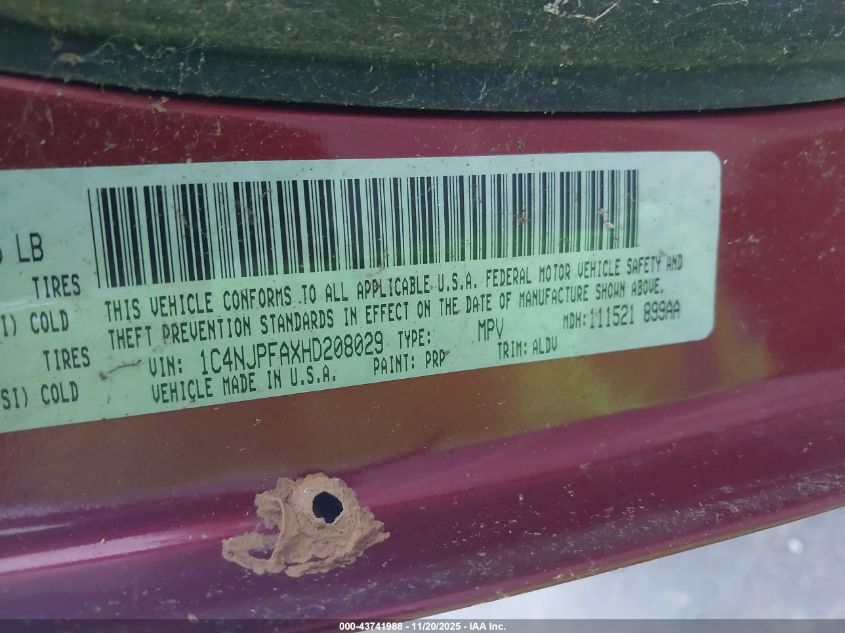 LB
TIRES
I) COLD
TIRES
SI) COLD
THIS VEHICLE CONFORMS TO ALL APPLICABLE U.S.A. FEDERAL MOTOR VEHICLE SAFETY AND
THEFT PREVENTION STANDARDS IN EFFECT ON THE DATE OF MANUFACTURE SHOWN ABOVE.
VIN: 1C4NJPFAXHD208029 TYPE: MPV MDH: 111521 899AA
VEHICLE MADE IN U.S.A. PAINT: PRP TRIM: ALDV
000-43741988 - 11/20/2025 - IAA Inc.